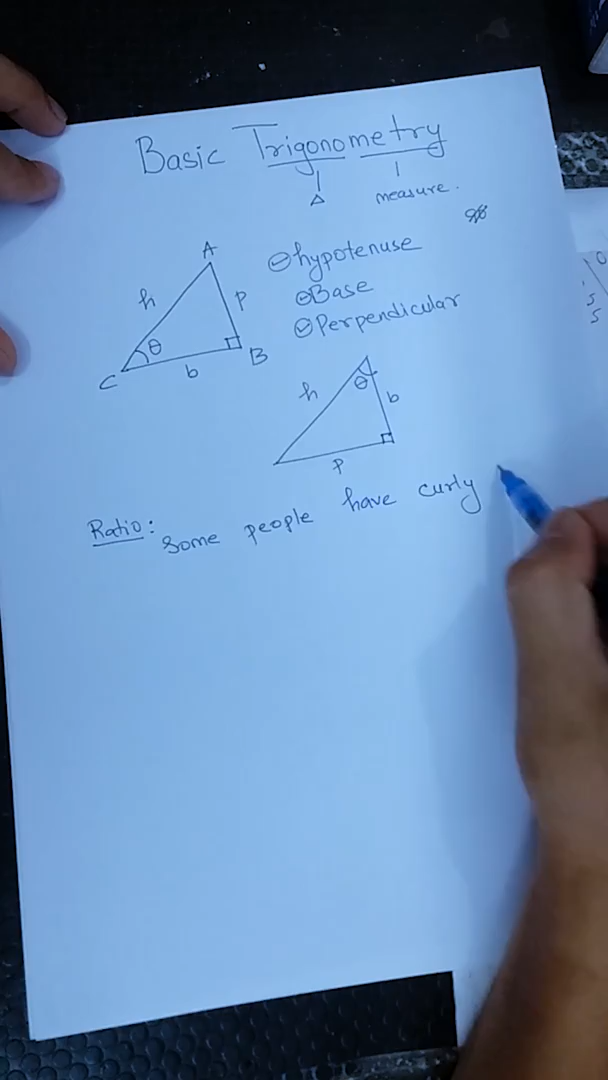 Basic Trigonometry
Δ measure.
A
h p
θ
C b B
⊙ hypotenuse
⊙ Base
⊙ Perpendicular
θ
h b
p
Ratio: Some people have curly